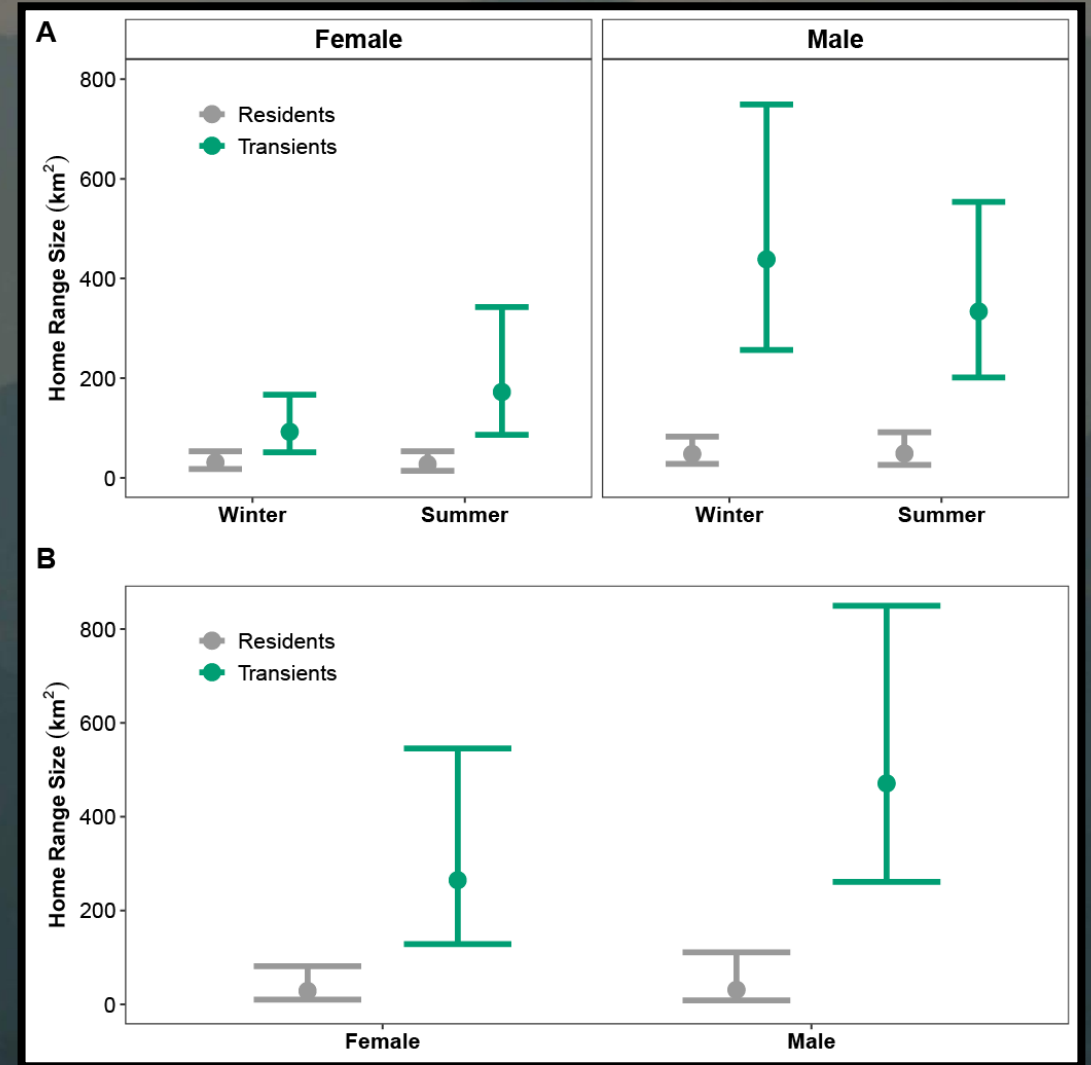 A
Female
Male
Home Range Size (km²)
800
600
400
200
0
Residents
Transients
Winter
Summer
Winter
Summer
B
Home Range Size (km²)
800
600
400
200
0
Residents
Transients
Female
Male